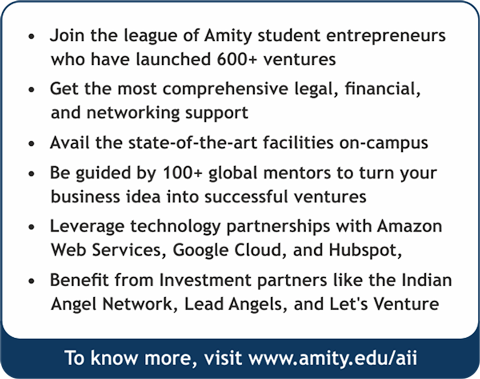 • Join the league of Amity student entrepreneurs
who have launched 600+ ventures
• Get the most comprehensive legal, financial,
and networking support
• Avail the state-of-the-art facilities on-campus
• Be guided by 100+ global mentors to turn your
business idea into successful ventures
• Leverage technology partnerships with Amazon
Web Services, Google Cloud, and Hubspot,
• Benefit from Investment partners like the Indian
Angel Network, Lead Angels, and Let's Venture
To know more, visit www.amity.edu/aii